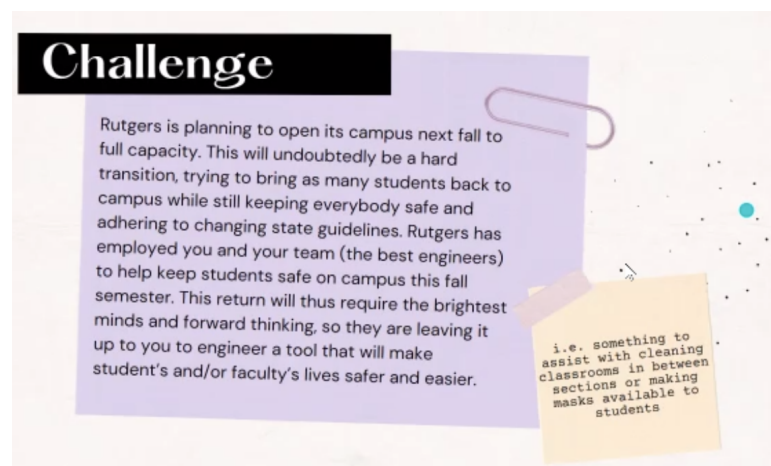 Challenge
Rutgers is planning to open its campus next fall to
full capacity. This will undoubtedly be a hard
transition, trying to bring as many students back to
campus while still keeping everybody safe and
adhering to changing state guidelines. Rutgers has
employed you and your team (the best engineers)
to help keep students safe on campus this fall
semester. This return will thus require the brightest
minds and forward thinking, so they are leaving it
up to you to engineer a tool that will make
student's and/or faculty's lives safer and easier.
i.e. something to
assist with cleaning
classrooms in between
sections or making
masks available to
students